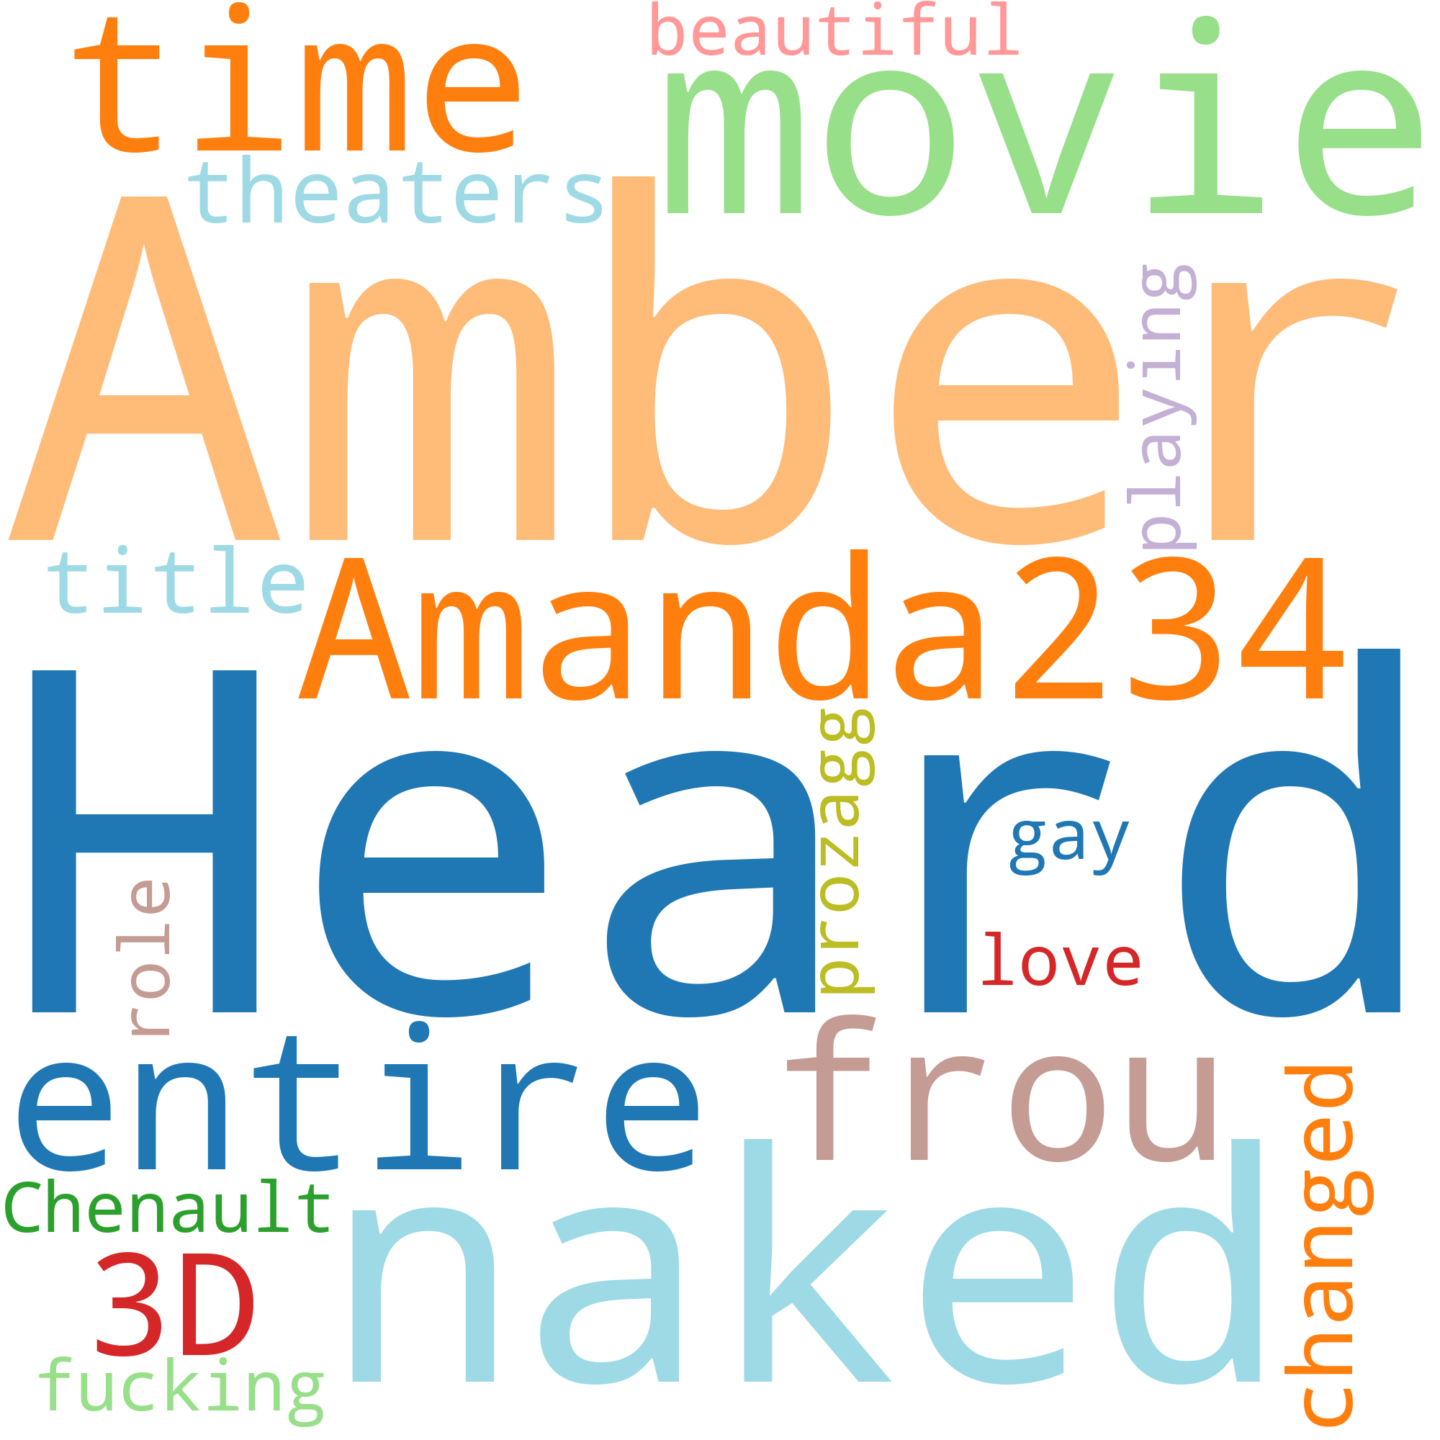 beautiful
time
movie
theaters
Amber
playing
title
Amanda234
Heard
prozagg
gay
role
love
entire
frou
changed
Chenault
naked
3D
fucking